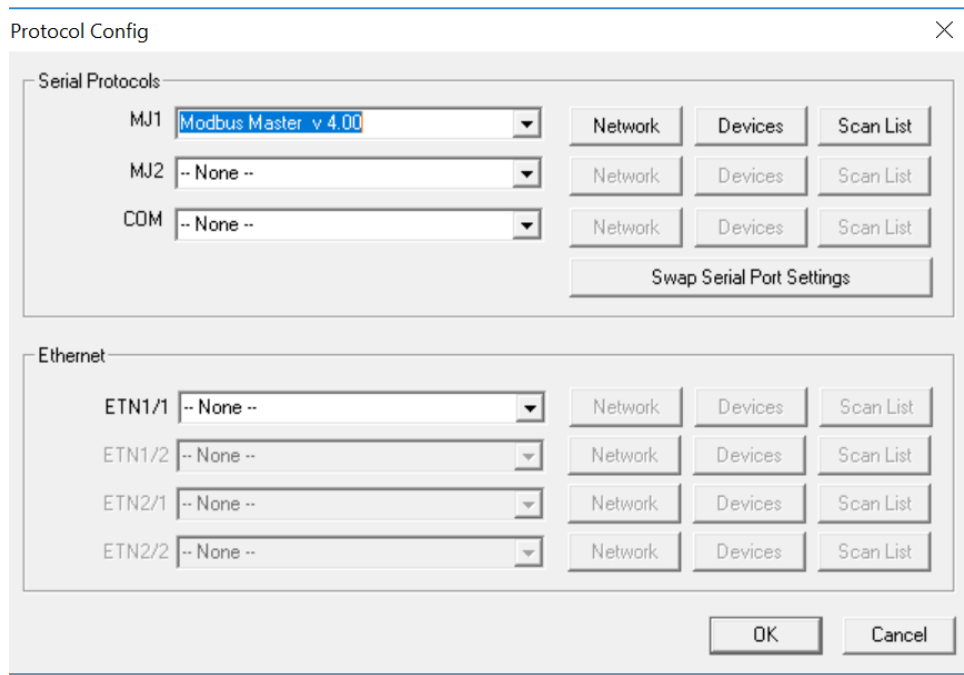 Protocol Config
Serial Protocols
MJ1 Modbus Master v 4.00 Network Devices Scan List
MJ2 -- None -- Network Devices Scan List
COM -- None -- Network Devices Scan List
Swap Serial Port Settings
Ethernet
ETN1/1 -- None -- Network Devices Scan List
ETN1/2 -- None -- Network Devices Scan List
ETN2/1 -- None -- Network Devices Scan List
ETN2/2 -- None -- Network Devices Scan List
OK Cancel